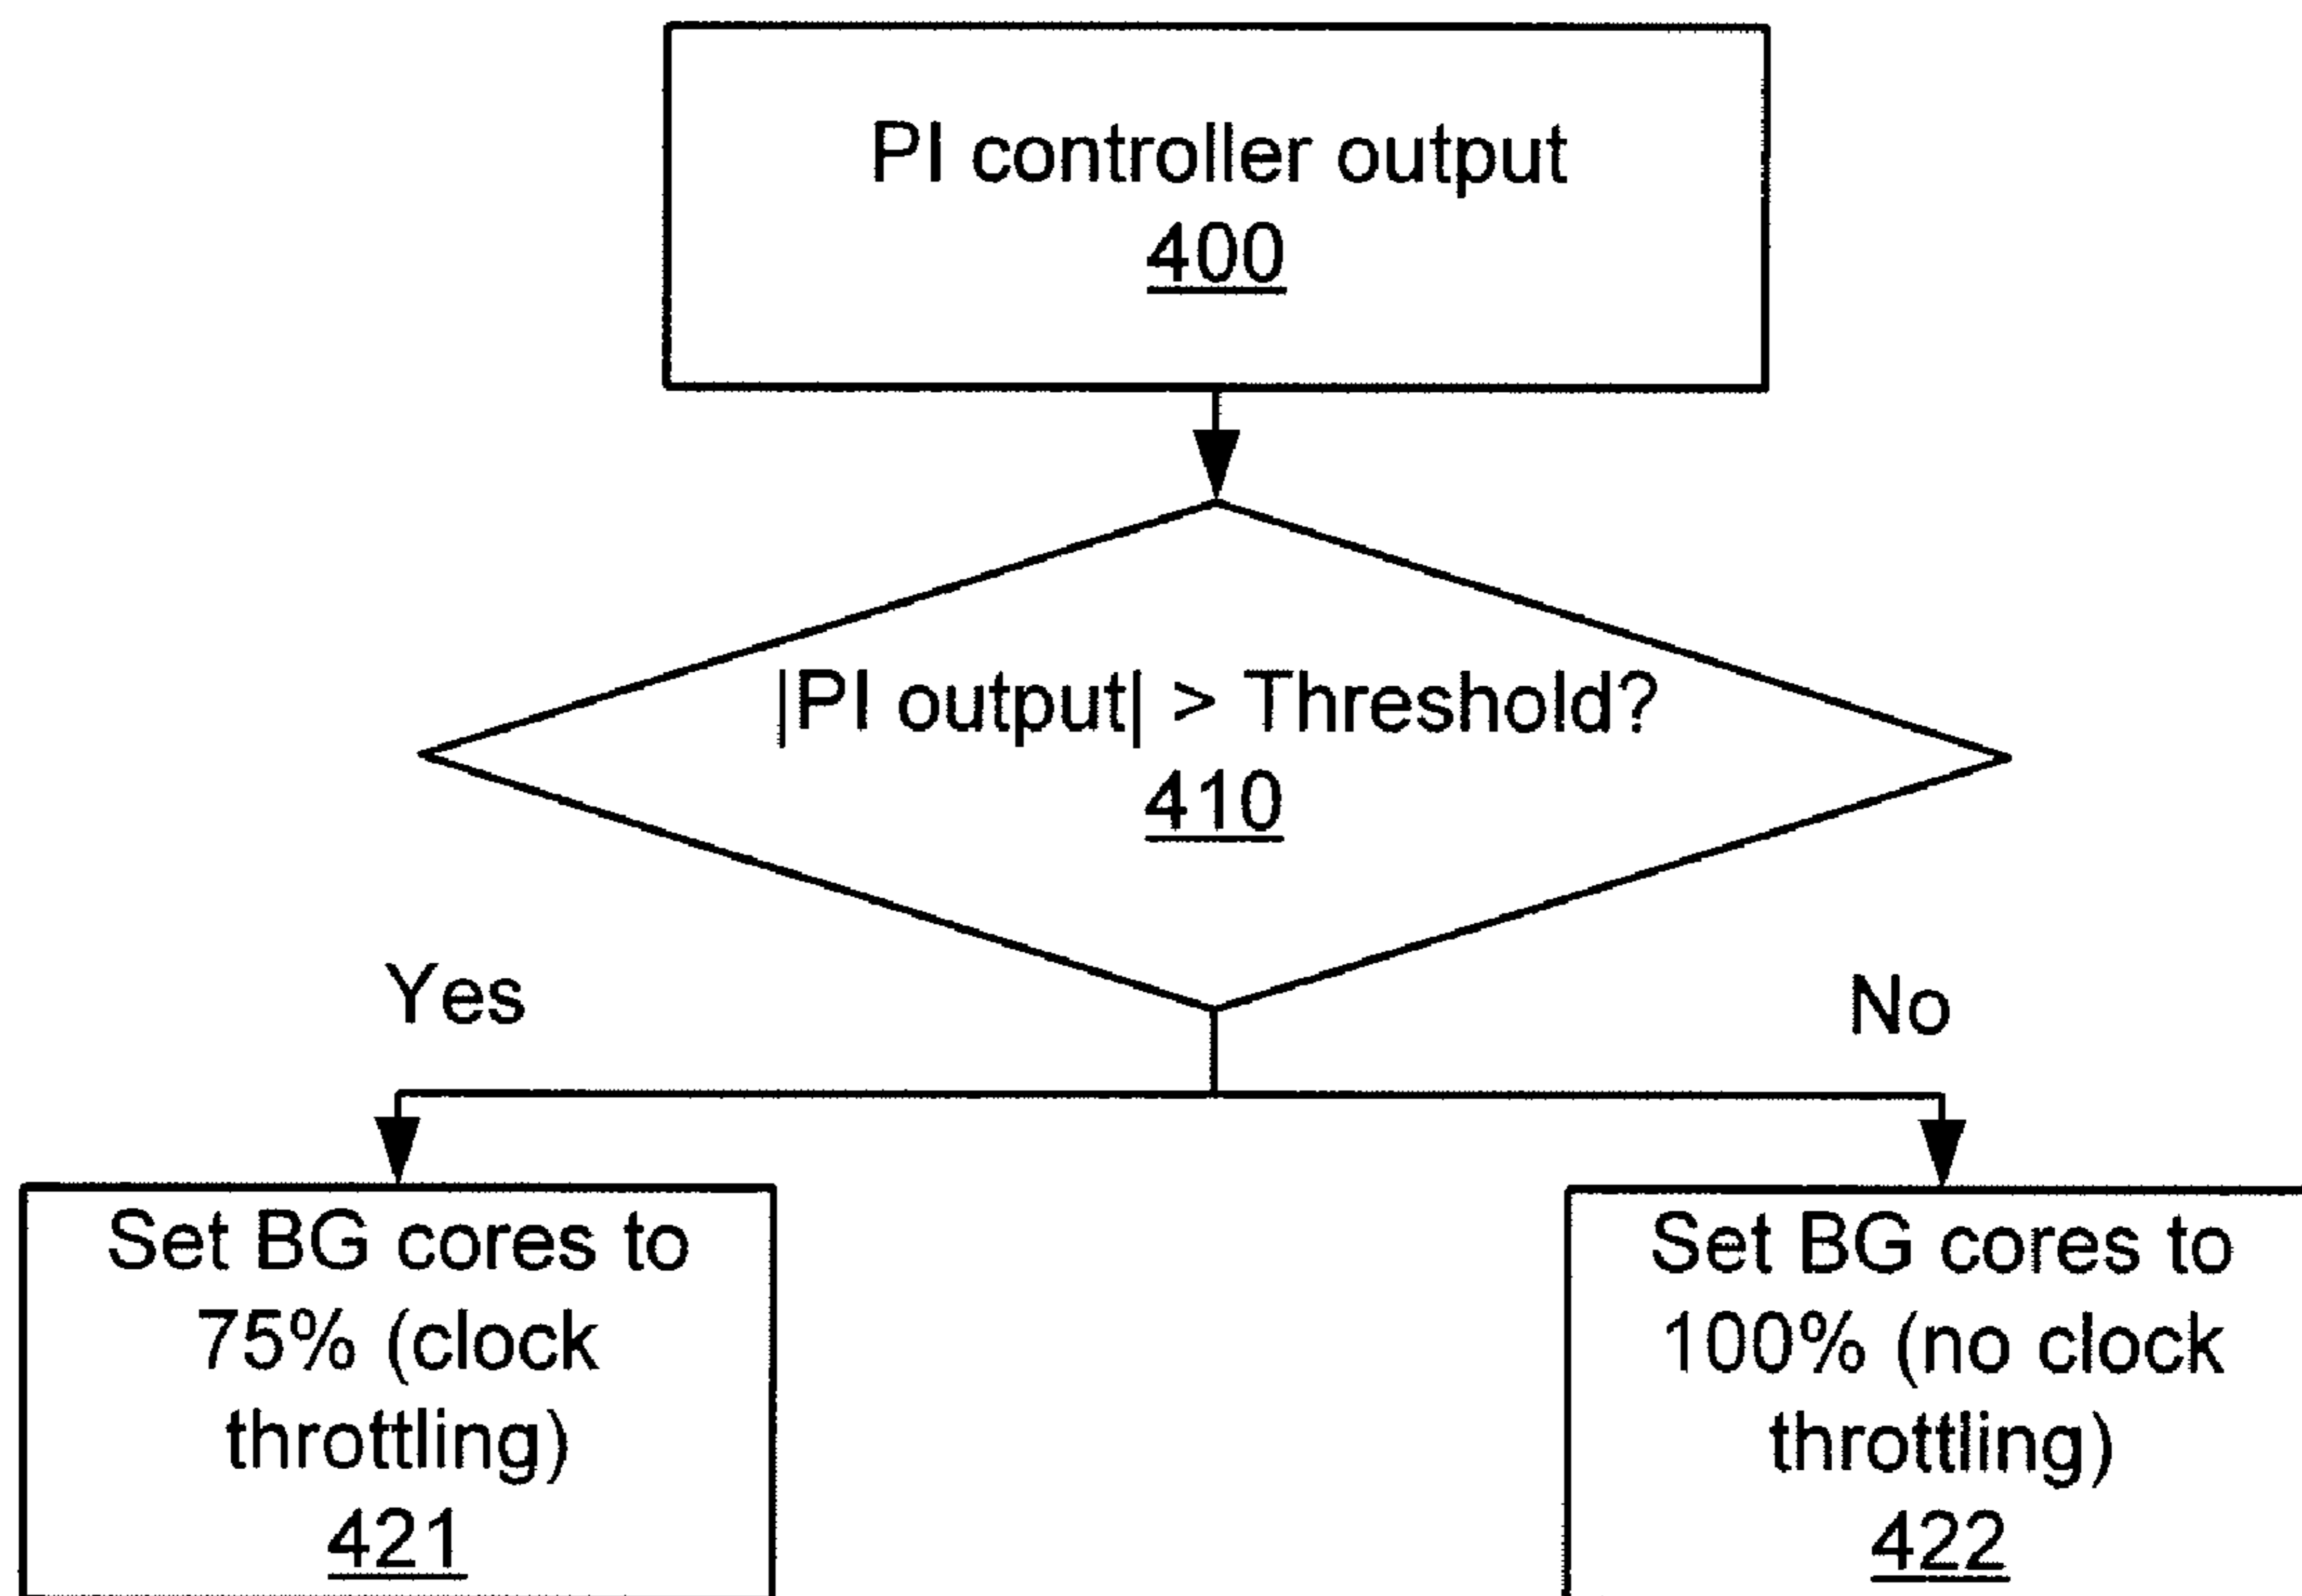 PI controller output
400
|PI output| > Threshold?
410
Yes
No
Set BG cores to
75% (clock
throttling)
421
Set BG cores to
100% (no clock
throttling)
422